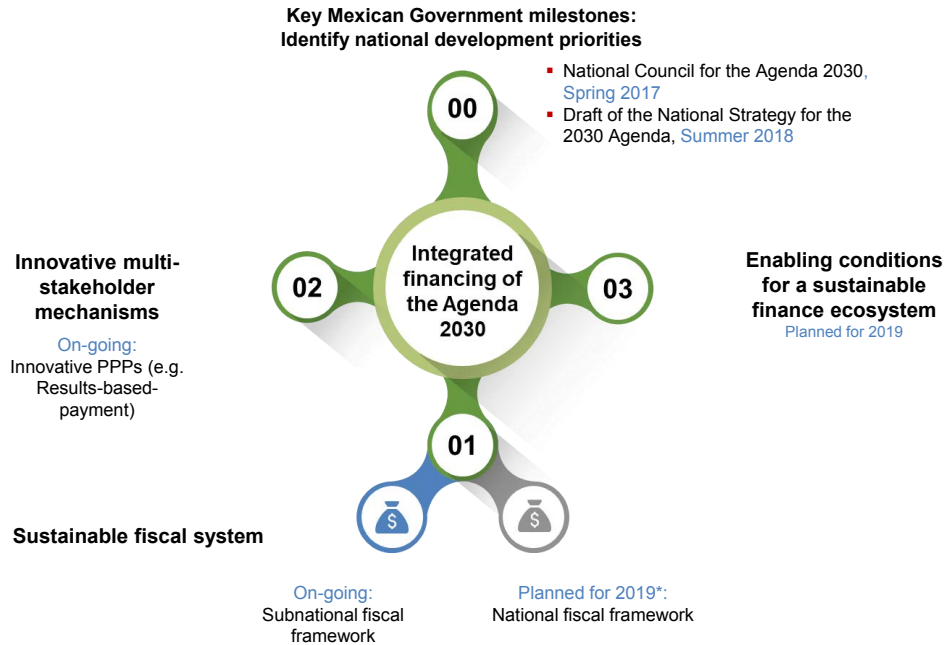 Key Mexican Government milestones:
Identify national development priorities
00
▪ National Council for the Agenda 2030,
Spring 2017
▪ Draft of the National Strategy for the
2030 Agenda, Summer 2018
Innovative multi-
stakeholder
mechanisms
On-going:
Innovative PPPs (e.g.
Results-based-
payment)
02
Integrated
financing of
the Agenda
2030
03
Enabling conditions
for a sustainable
finance ecosystem
Planned for 2019
01
$
$
Sustainable fiscal system
On-going:
Subnational fiscal
framework
Planned for 2019*:
National fiscal framework